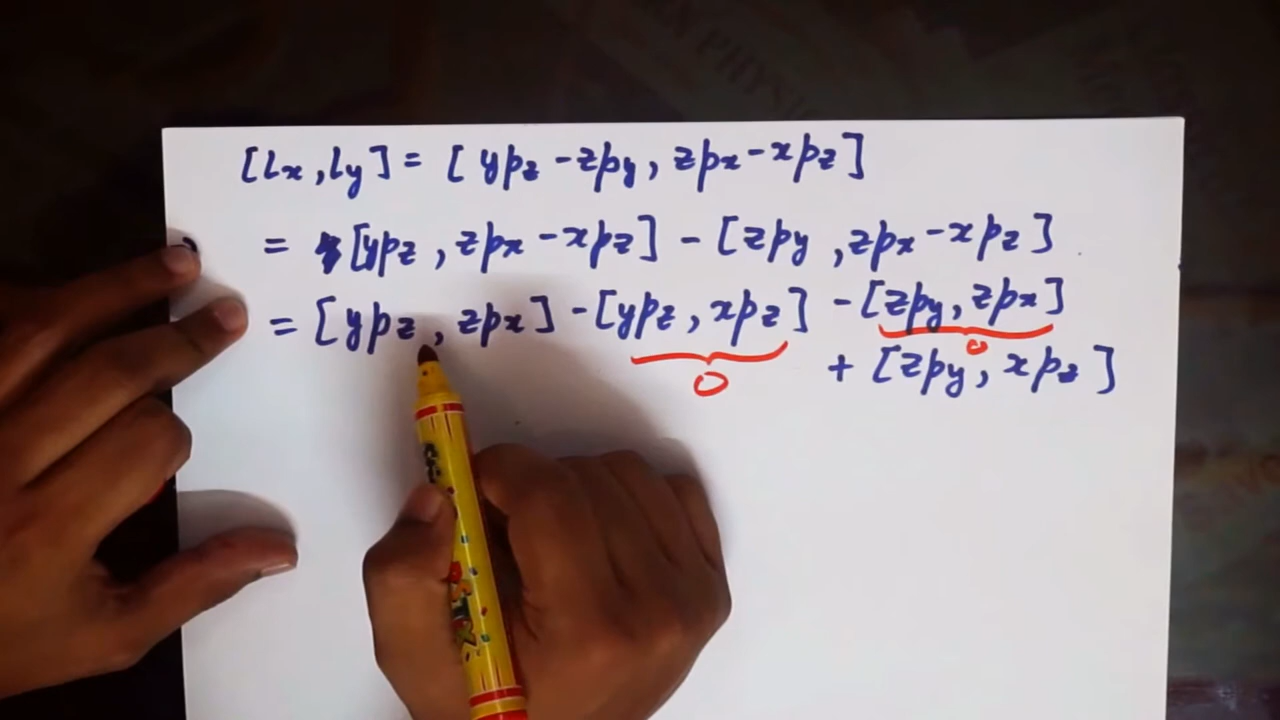 [Lx, Ly] = [ypz - zpy, zpx - xpz]
= [ypz, zpx - xpz] - [zpy, zpx - xpz]
= [ypz, zpx] - [ypz, xpz] - [zpy, zpx]
0 0
+ [zpy, xpz]